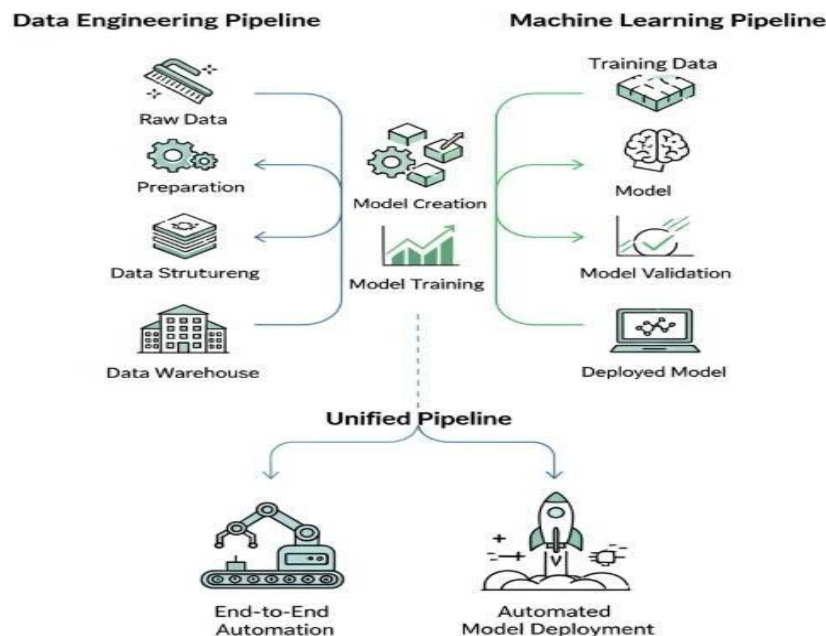 Data Engineering Pipeline
Machine Learning Pipeline
Raw Data
Preparation
Data Strutureng
Data Warehouse
Model Creation
Model Training
Training Data
Model
Model Validation
Deployed Model
Unified Pipeline
End-to-End
Automation
Automated
Model Deployment